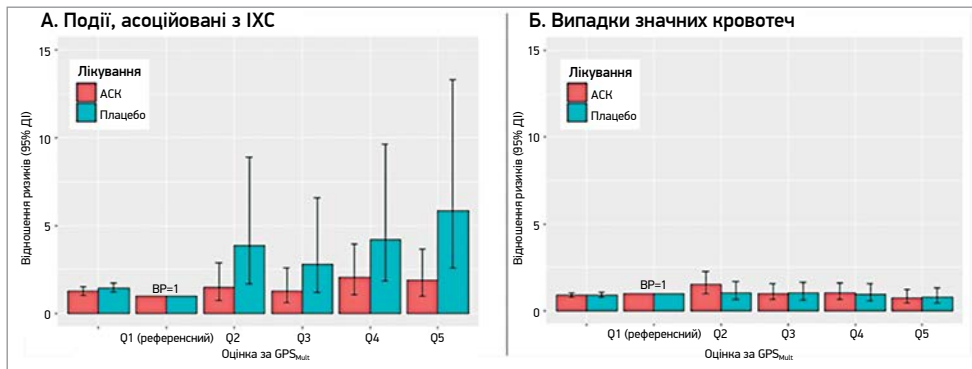 А. Події, асоційовані з ІХС
Відношення ризиків (95% ДІ)
15
10
5
0
Лікування
АСК
Плацебо
ВР=1
Q1 (референсний)
Q2
Q3
Q4
Q5
Оцінка за GPSMult
Б. Випадки значних кровотеч
Відношення ризиків (95% ДІ)
15
10
5
0
Лікування
АСК
Плацебо
ВР=1
Q1 (референсний)
Q2
Q3
Q4
Q5
Оцінка за GPSMult